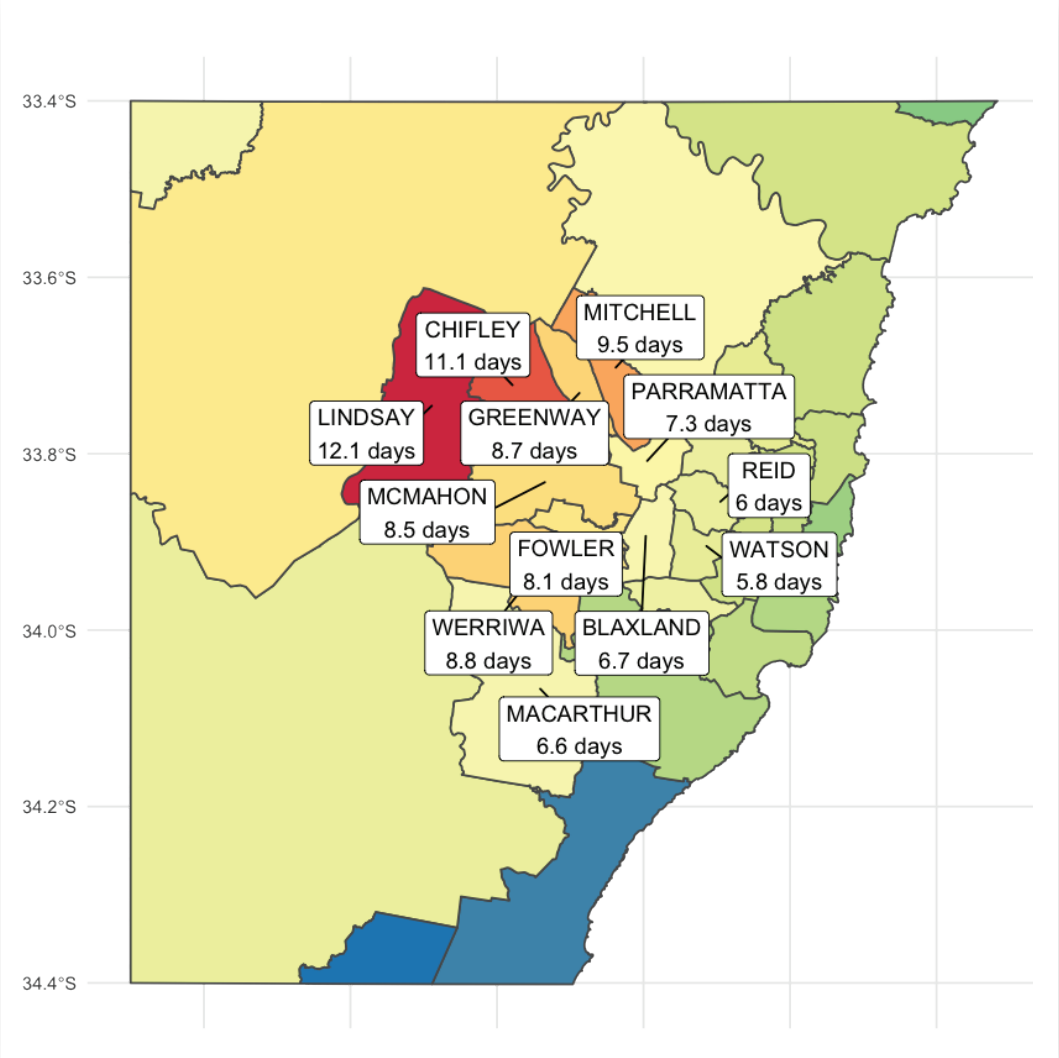 33.4°S
33.6°S
33.8°S
34.0°S
34.2°S
34.4°S
MITCHELL
9.5 days
CHIFLEY
11.1 days
PARRAMATTA
7.3 days
LINDSAY
12.1 days
GREENWAY
8.7 days
REID
6 days
MCMAHON
8.5 days
FOWLER
8.1 days
WATSON
5.8 days
WERRIWA
8.8 days
BLAXLAND
6.7 days
MACARTHUR
6.6 days